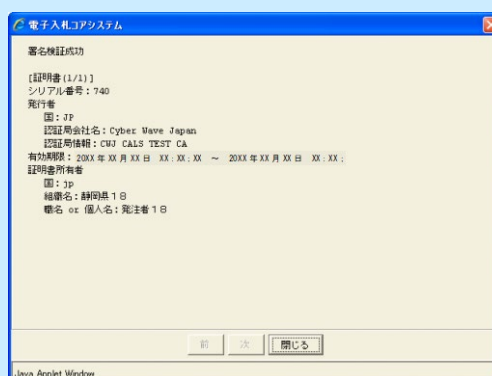 電子入札コアシステム
署名検証成功
[証明書(1/1)]
シリアル番号:740
発行者
国:JP
認証局会社名:Cyber Wave Japan
認証局情報:CWJ CALS TEST CA
有効期限:20XX 年 XX 月 XX 日 XX:XX:XX ~ 20XX 年 XX 月 XX 日 XX:XX:
証明書所有者
国:jp
組織名:静岡県18
職名 or 個人名:発注者18
前 次 閉じる
Java Applet Window